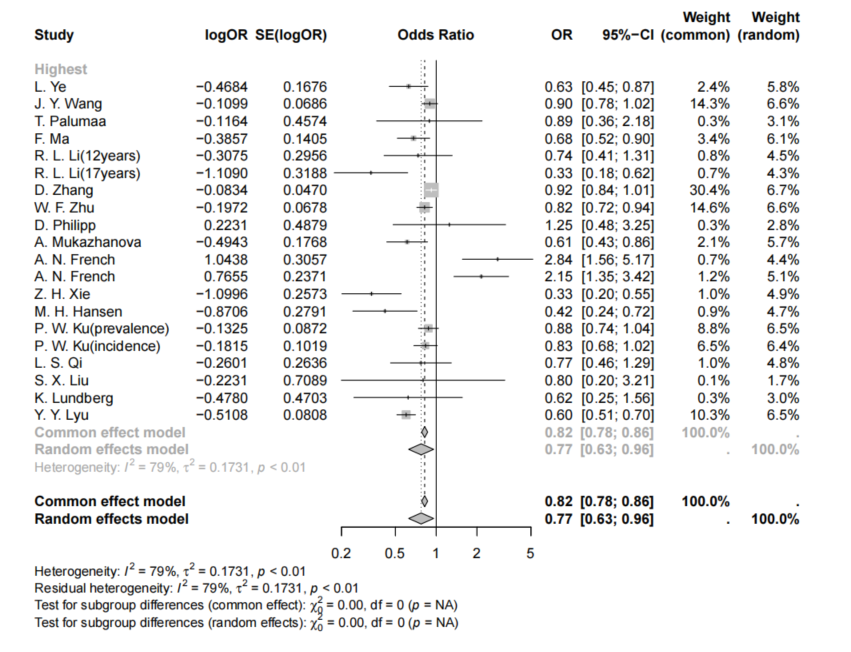 Weight Weight
Study logOR SE(logOR) Odds Ratio OR 95%−CI (common) (random)
Highest
L. Ye −0.4684 0.1676 0.63 [0.45; 0.87] 2.4% 5.8%
J. Y. Wang −0.1099 0.0686 0.90 [0.78; 1.02] 14.3% 6.6%
T. Palumaa −0.1164 0.4574 0.89 [0.36; 2.18] 0.3% 3.1%
F. Ma −0.3857 0.1405 0.68 [0.52; 0.90] 3.4% 6.1%
R. L. Li(12years) −0.3075 0.2956 0.74 [0.41; 1.31] 0.8% 4.5%
R. L. Li(17years) −1.1090 0.3188 0.33 [0.18; 0.62] 0.7% 4.3%
D. Zhang −0.0834 0.0470 0.92 [0.84; 1.01] 30.4% 6.7%
W. F. Zhu −0.1972 0.0678 0.82 [0.72; 0.94] 14.6% 6.6%
D. Philipp 0.2231 0.4879 1.25 [0.48; 3.25] 0.3% 2.8%
A. Mukazhanova −0.4943 0.1768 0.61 [0.43; 0.86] 2.1% 5.7%
A. N. French 1.0438 0.3057 2.84 [1.56; 5.17] 0.7% 4.4%
A. N. French 0.7655 0.2371 2.15 [1.35; 3.42] 1.2% 5.1%
Z. H. Xie −1.0996 0.2573 0.33 [0.20; 0.55] 1.0% 4.9%
M. H. Hansen −0.8706 0.2791 0.42 [0.24; 0.72] 0.9% 4.7%
P. W. Ku(prevalence) −0.1325 0.0872 0.88 [0.74; 1.04] 8.8% 6.5%
P. W. Ku(incidence) −0.1815 0.1019 0.83 [0.68; 1.02] 6.5% 6.4%
L. S. Qi −0.2601 0.2636 0.77 [0.46; 1.29] 1.0% 4.8%
S. X. Liu −0.2231 0.7089 0.80 [0.20; 3.21] 0.1% 1.7%
K. Lundberg −0.4780 0.4703 0.62 [0.25; 1.56] 0.3% 3.0%
Y. Y. Lyu −0.5108 0.0808 0.60 [0.51; 0.70] 10.3% 6.5%
Common effect model 0.82 [0.78; 0.86] 100.0% .
Random effects model 0.77 [0.63; 0.96] . 100.0%
Heterogeneity: I² = 79%, τ² = 0.1731, p < 0.01
Common effect model 0.82 [0.78; 0.86] 100.0% .
Random effects model 0.77 [0.63; 0.96] . 100.0%
0.2 0.5 1 2 5
Heterogeneity: I² = 79%, τ² = 0.1731, p < 0.01
Residual heterogeneity: I² = 79%, τ² = 0.1731, p < 0.01
Test for subgroup differences (common effect): χ₀² = 0.00, df = 0 (p = NA)
Test for subgroup differences (random effects): χ₀² = 0.00, df = 0 (p = NA)